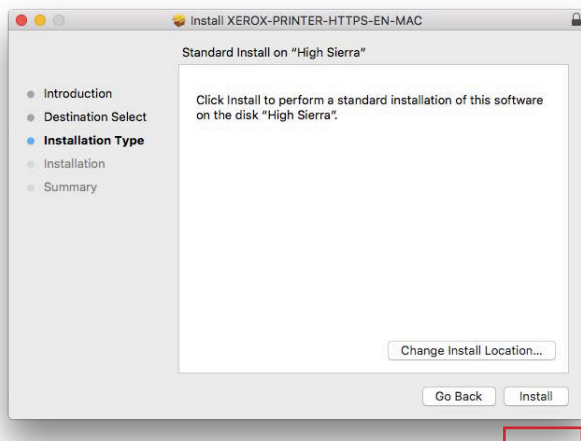 Install XEROX-PRINTER-HTTPS-EN-MAC
Standard Install on “High Sierra”
Introduction
Destination Select
Installation Type
Installation
Summary
Click Install to perform a standard installation of this software
on the disk “High Sierra”.
Change Install Location...
Go Back
Install